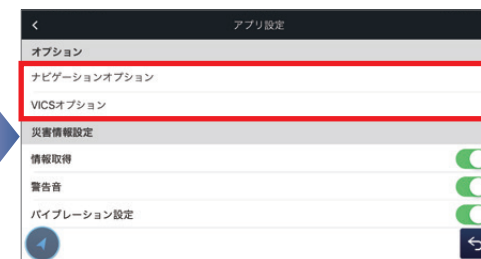 アプリ設定
オプション
ナビゲーションオプション
VICSオプション
災害情報設定
情報取得
警告音
バイブレーション設定